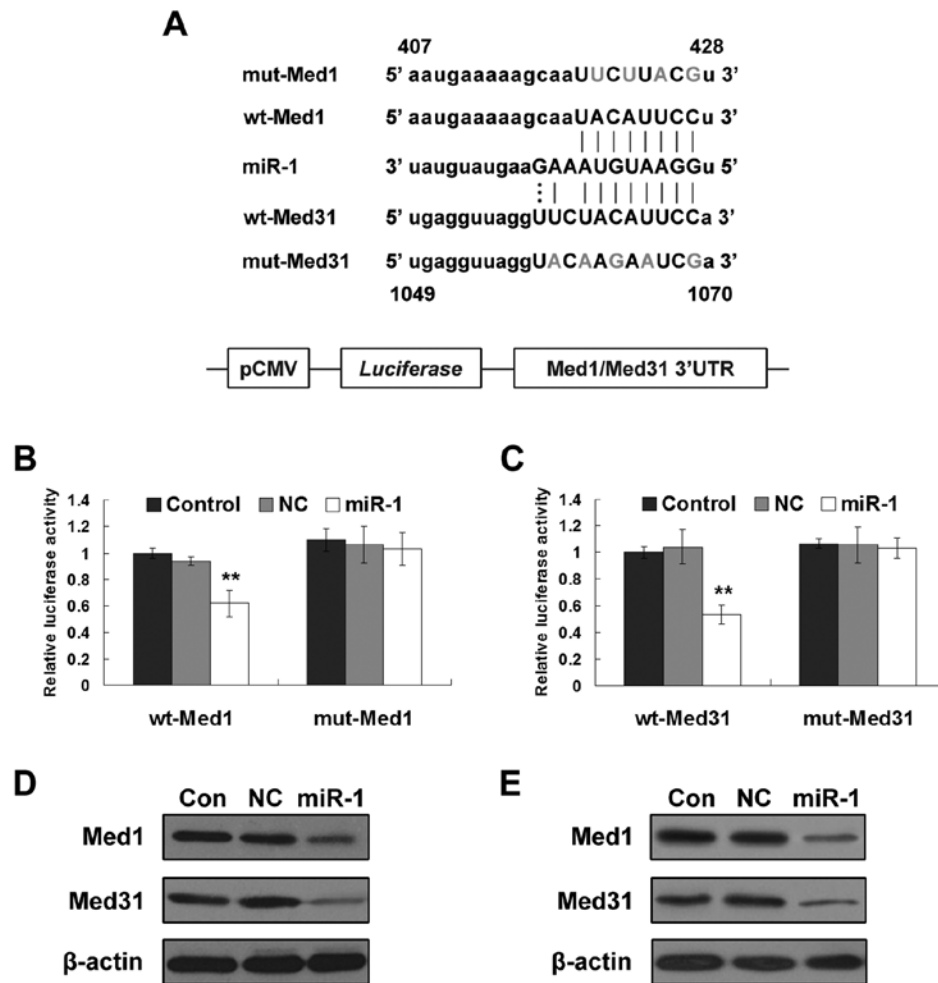 A
407 428
mut-Med1 5’ aaugaaaaagcaaUUCUUACGu 3’
wt-Med1 5’ aaugaaaaagcaaUACAUUCCu 3’
miR-1 3’ uauguaugaaGAAAUGUAAGGu 5’
wt-Med31 5’ ugagguuaggUUCUACAUUCCa 3’
mut-Med31 5’ ugagguuaggUACAAGAAUCGa 3’
1049 1070
pCMV Luciferase Med1/Med31 3’UTR
B
Relative luciferase activity
1.4
1.2
1
0.8
0.6
0.4
0.2
0
Control NC miR-1
**
wt-Med1 mut-Med1
C
Relative luciferase activity
1.4
1.2
1
0.8
0.6
0.4
0.2
0
Control NC miR-1
**
wt-Med31 mut-Med31
D
Con NC miR-1
Med1
Med31
β-actin
E
Con NC miR-1
Med1
Med31
β-actin